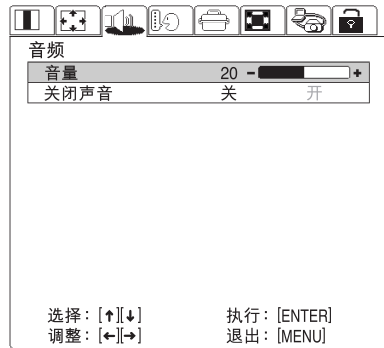 音频
音量 20 - +
关闭声音 关 开
选择：[↑][↓] 执行：[ENTER]
调整：[←][→] 退出：[MENU]